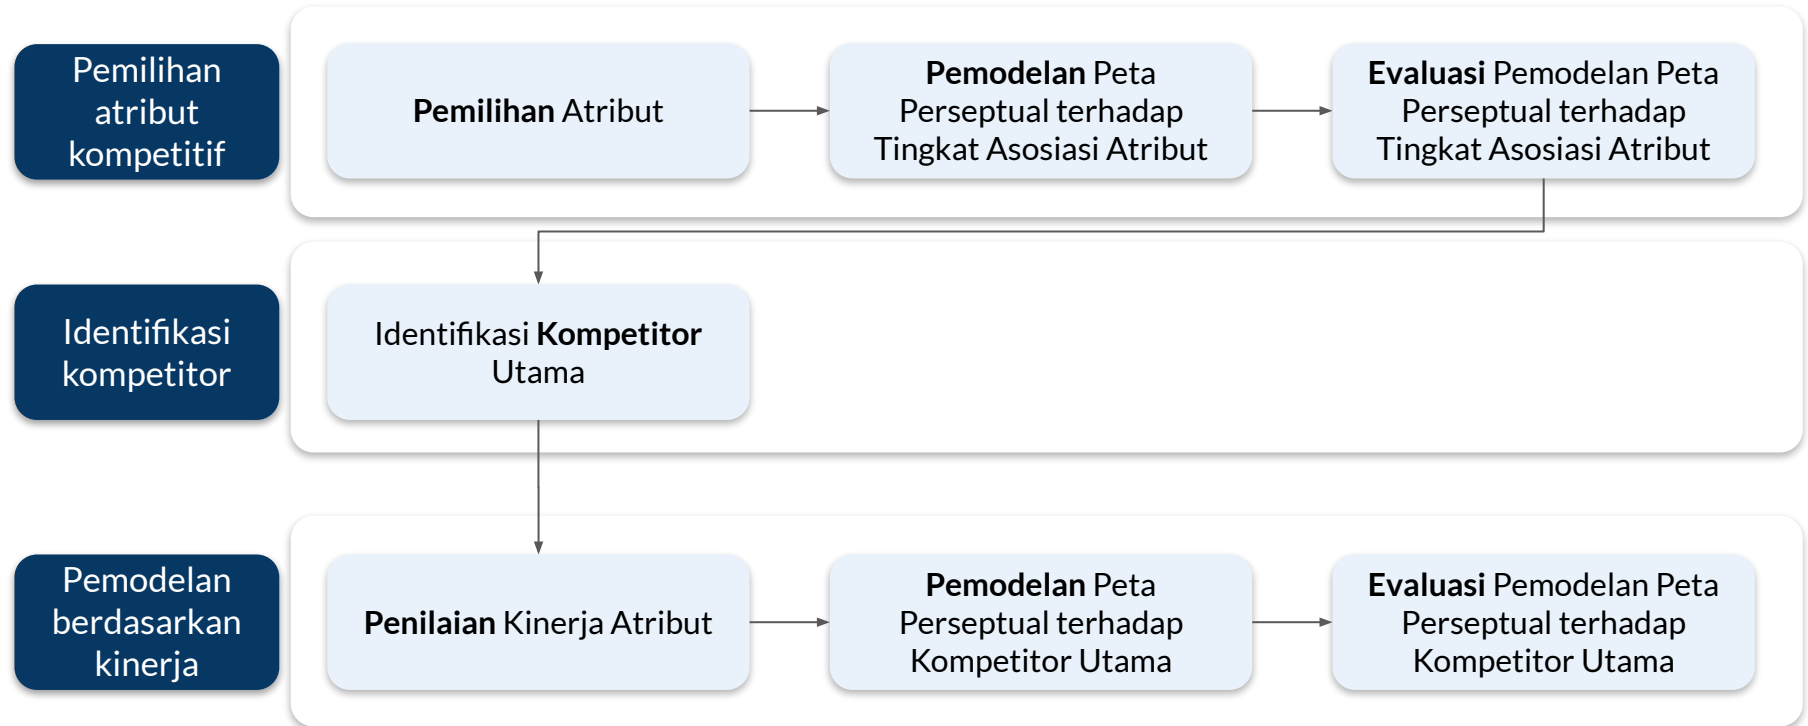 Pemilihan
atribut
kompetitif
Pemilihan Atribut
Pemodelan Peta
Perseptual terhadap
Tingkat Asosiasi Atribut
Evaluasi Pemodelan Peta
Perseptual terhadap
Tingkat Asosiasi Atribut
Identifikasi
kompetitor
Identifikasi Kompetitor
Utama
Pemodelan
berdasarkan
kinerja
Penilaian Kinerja Atribut
Pemodelan Peta
Perseptual terhadap
Kompetitor Utama
Evaluasi Pemodelan Peta
Perseptual terhadap
Kompetitor Utama